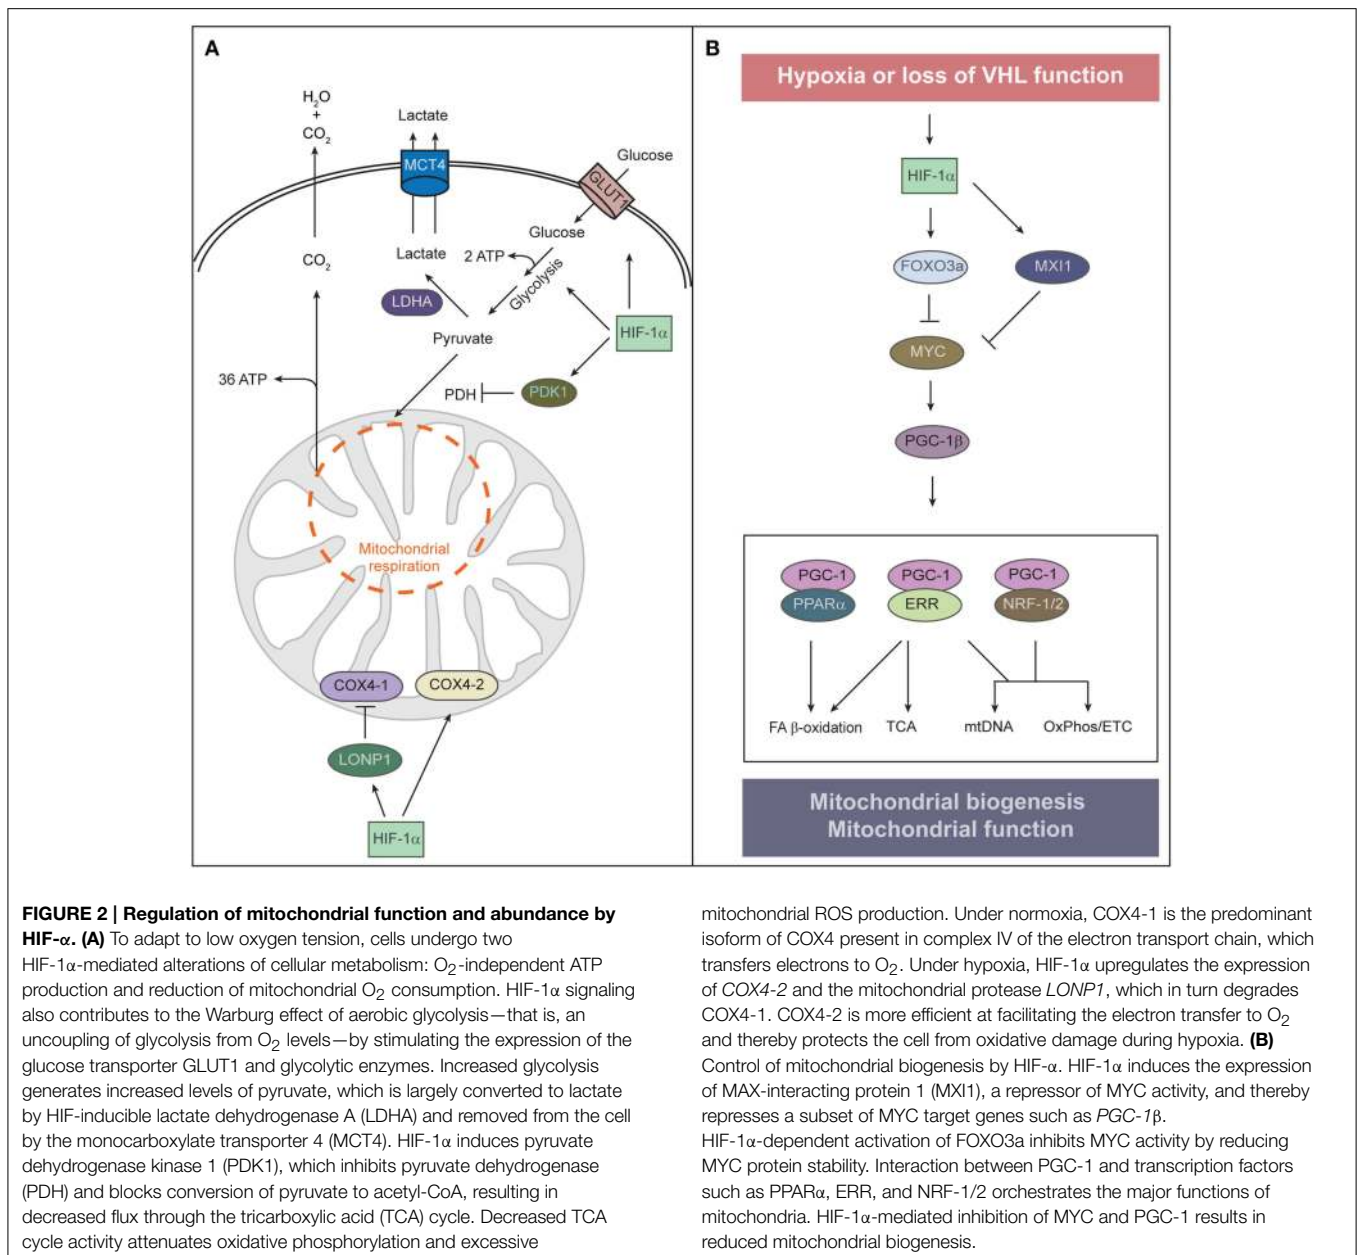 A
H2O
+
CO2
Lactate
MCT4
Glucose
GLUT1
Glucose
CO2
Lactate
2 ATP
Glycolysis
LDHA
Pyruvate
HIF-1α
36 ATP
PDH
PDK1
Mitochondrial
respiration
COX4-1
COX4-2
LONP1
HIF-1α
B
Hypoxia or loss of VHL function
HIF-1α
FOXO3a
MXI1
MYC
PGC-1β
PGC-1
PGC-1
PGC-1
PPARα
ERR
NRF-1/2
FA β-oxidation
TCA
mtDNA
OxPhos/ETC
Mitochondrial biogenesis
Mitochondrial function
FIGURE 2 | Regulation of mitochondrial function and abundance by
HIF-α. (A) To adapt to low oxygen tension, cells undergo two
HIF-1α-mediated alterations of cellular metabolism: O2-independent ATP
production and reduction of mitochondrial O2 consumption. HIF-1α signaling
also contributes to the Warburg effect of aerobic glycolysis—that is, an
uncoupling of glycolysis from O2 levels—by stimulating the expression of the
glucose transporter GLUT1 and glycolytic enzymes. Increased glycolysis
generates increased levels of pyruvate, which is largely converted to lactate
by HIF-inducible lactate dehydrogenase A (LDHA) and removed from the cell
by the monocarboxylate transporter 4 (MCT4). HIF-1α induces pyruvate
dehydrogenase kinase 1 (PDK1), which inhibits pyruvate dehydrogenase
(PDH) and blocks conversion of pyruvate to acetyl-CoA, resulting in
decreased flux through the tricarboxylic acid (TCA) cycle. Decreased TCA
cycle activity attenuates oxidative phosphorylation and excessive
mitochondrial ROS production. Under normoxia, COX4-1 is the predominant
isoform of COX4 present in complex IV of the electron transport chain, which
transfers electrons to O2. Under hypoxia, HIF-1α upregulates the expression
of COX4-2 and the mitochondrial protease LONP1, which in turn degrades
COX4-1. COX4-2 is more efficient at facilitating the electron transfer to O2
and thereby protects the cell from oxidative damage during hypoxia. (B)
Control of mitochondrial biogenesis by HIF-α. HIF-1α induces the expression
of MAX-interacting protein 1 (MXI1), a repressor of MYC activity, and thereby
represses a subset of MYC target genes such as PGC-1β.
HIF-1α-dependent activation of FOXO3a inhibits MYC activity by reducing
MYC protein stability. Interaction between PGC-1 and transcription factors
such as PPARα, ERR, and NRF-1/2 orchestrates the major functions of
mitochondria. HIF-1α-mediated inhibition of MYC and PGC-1 results in
reduced mitochondrial biogenesis.